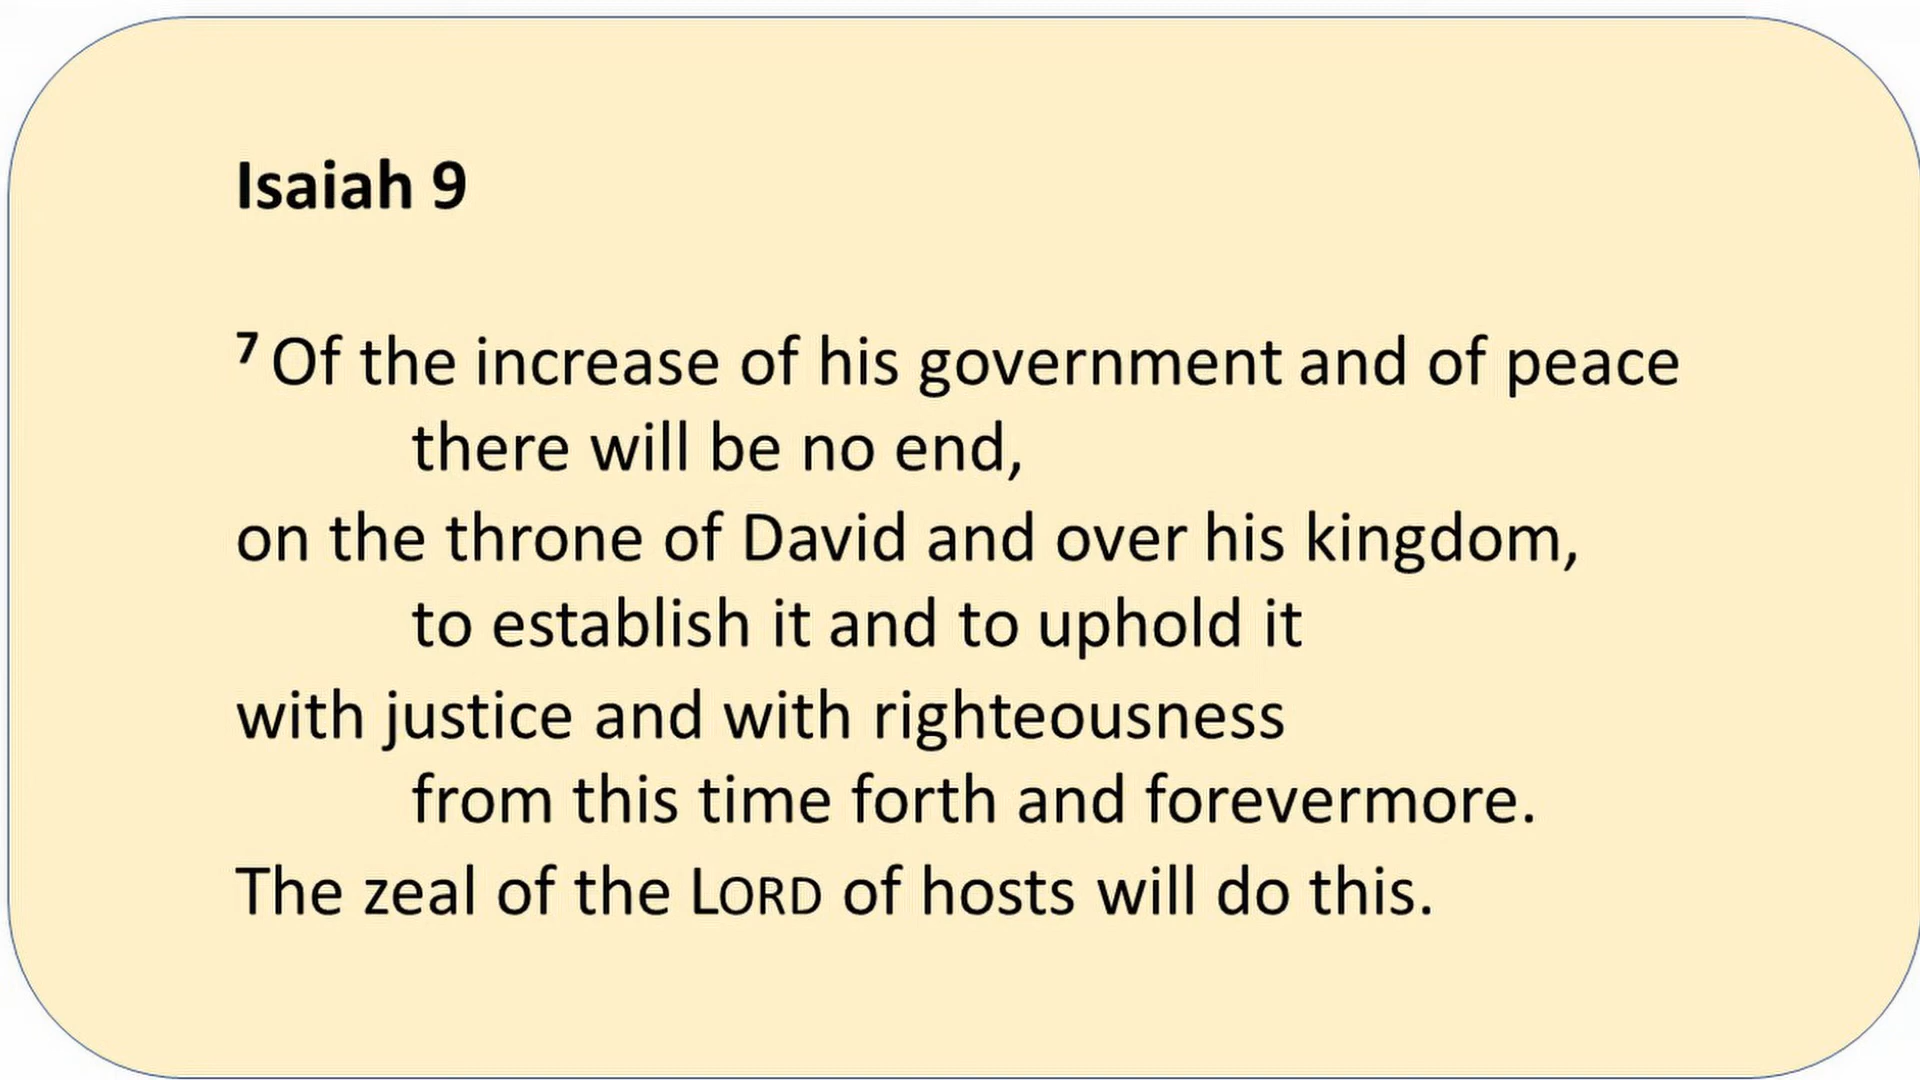 Isaiah 9
7 Of the increase of his government and of peace
there will be no end,
on the throne of David and over his kingdom,
to establish it and to uphold it
with justice and with righteousness
from this time forth and forevermore.
The zeal of the LORD of hosts will do this.